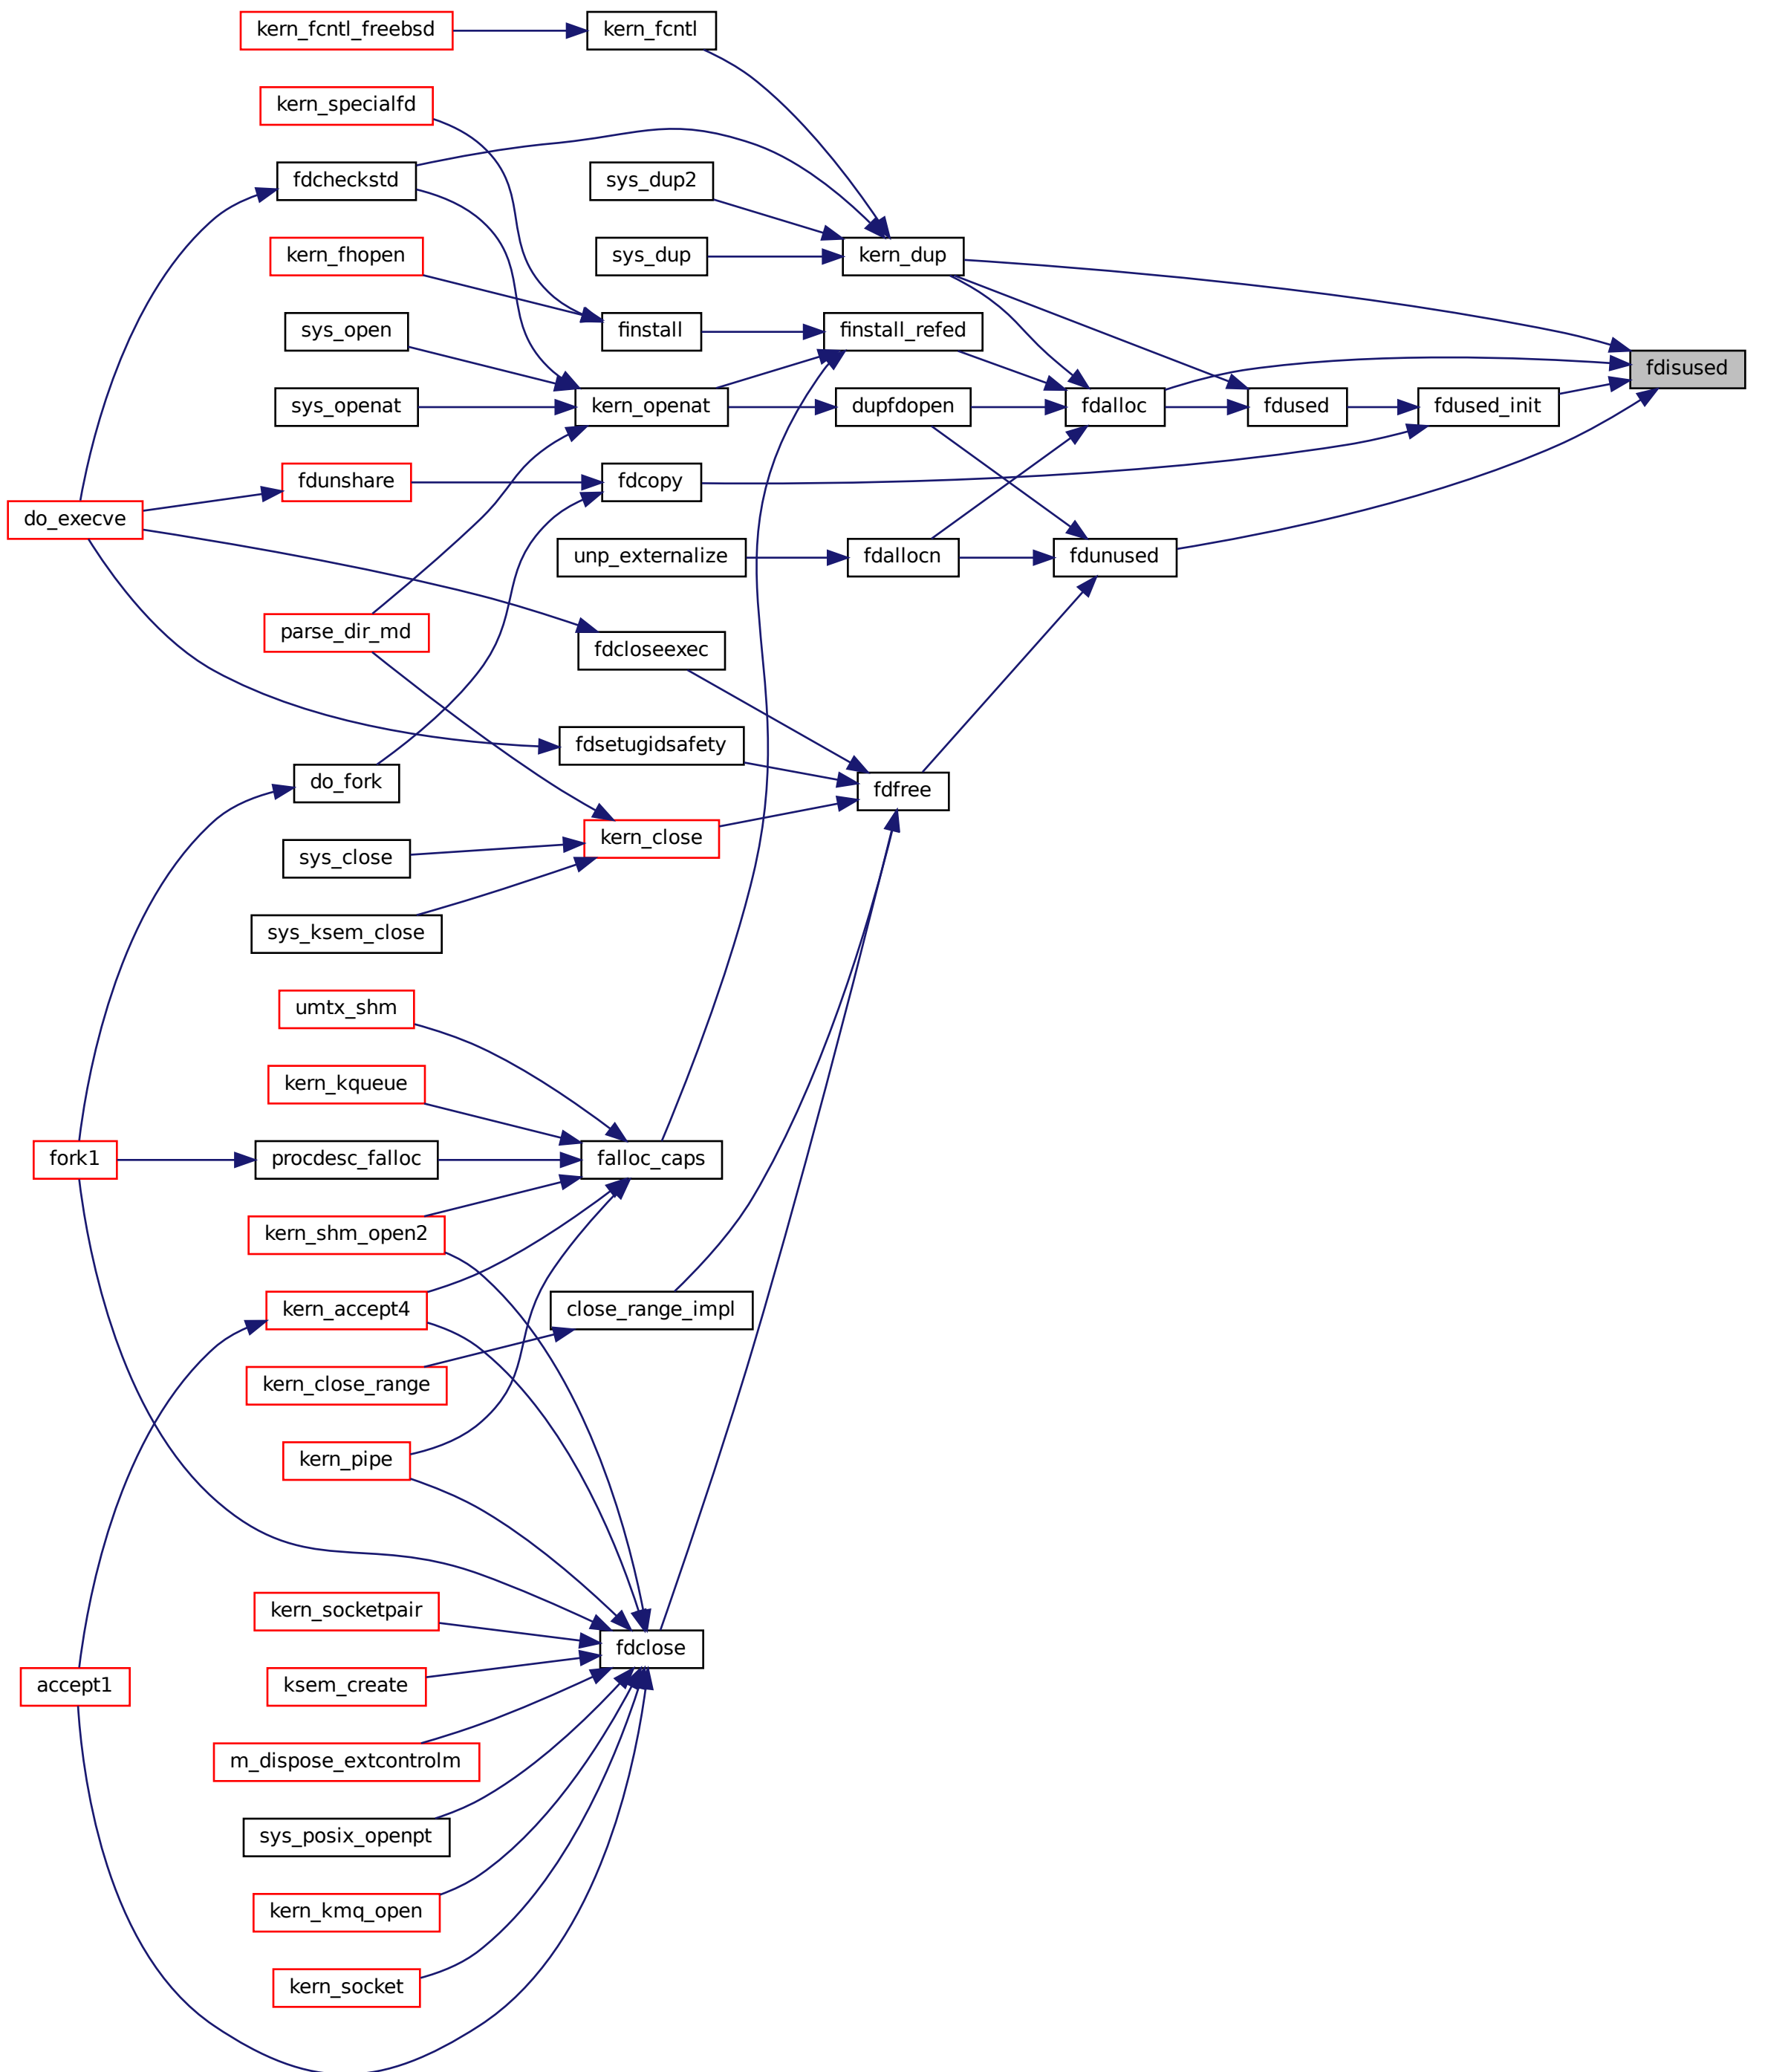 kern_fcntl_freebsd
kern_fcntl
kern_specialfd
fdcheckstd
sys_dup2
kern_fhopen
sys_dup
kern_dup
sys_open
finstall
finstall_refed
fdisused
sys_openat
kern_openat
dupfdopen
fdalloc
fdused
fdused_init
fdunshare
fdcopy
do_execve
unp_externalize
fdallocn
fdunused
parse_dir_md
fdcloseexec
fdsetugidsafety
do_fork
fdfree
kern_close
sys_close
sys_ksem_close
umtx_shm
kern_kqueue
fork1
procdesc_falloc
falloc_caps
kern_shm_open2
kern_accept4
close_range_impl
kern_close_range
kern_pipe
kern_socketpair
fdclose
accept1
ksem_create
m_dispose_extcontrolm
sys_posix_openpt
kern_kmq_open
kern_socket